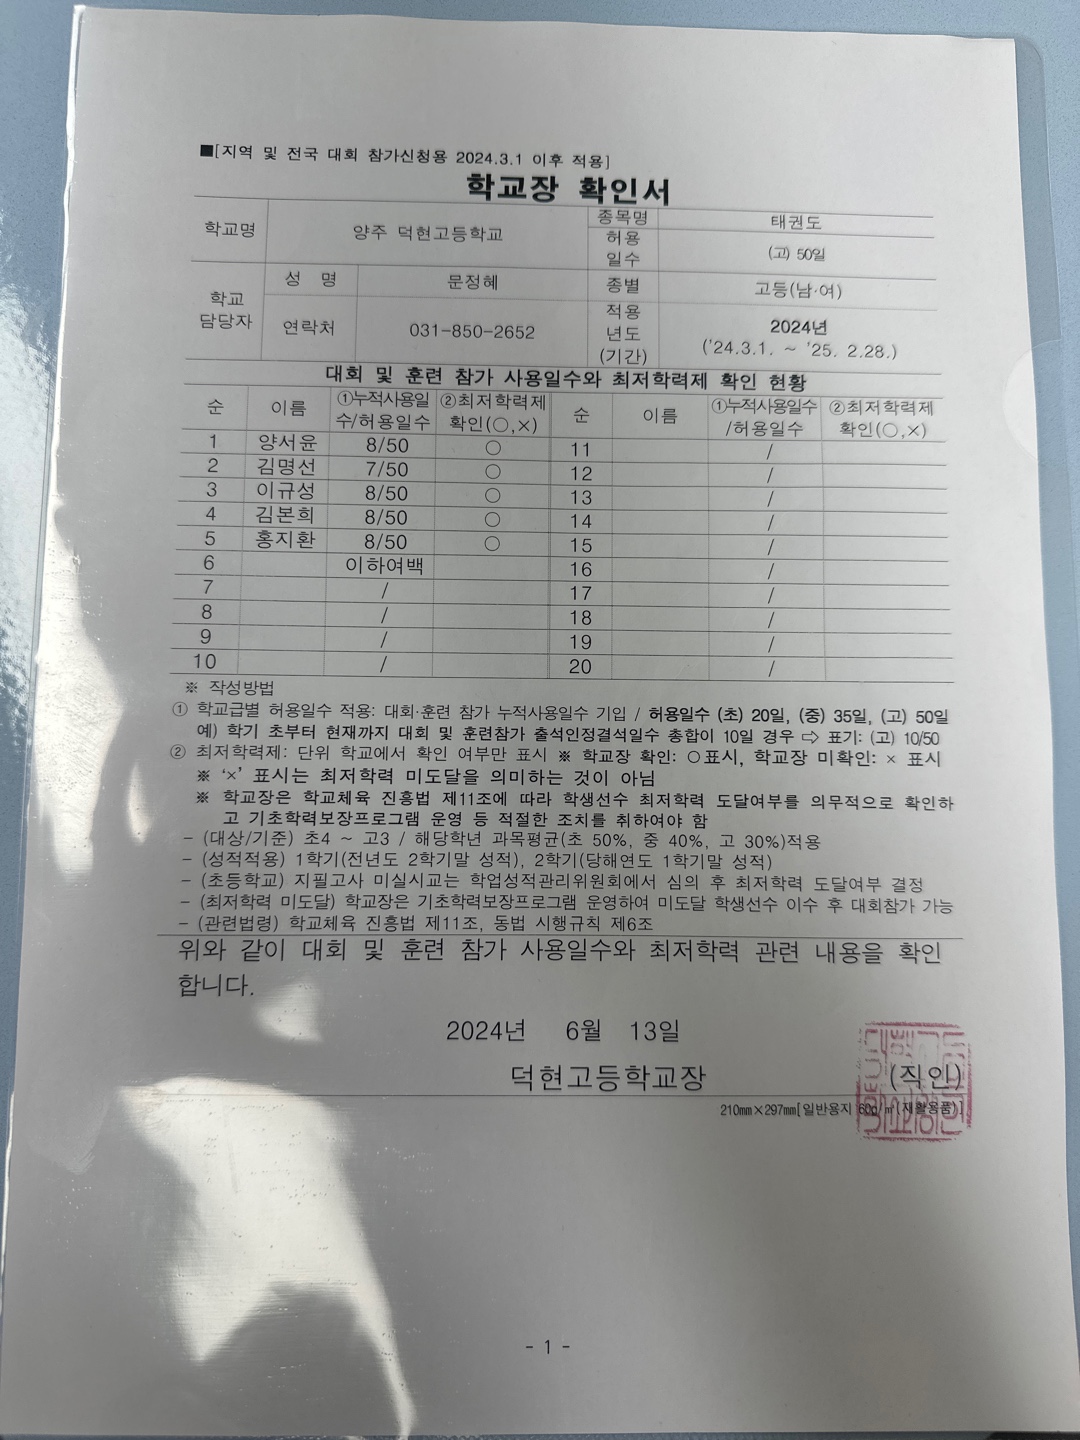 ■[지역 및 전국 대회 참가신청용 2024.3.1 이후 적용]
학교장 확인서
학교명 양주 덕현고등학교 종목명 태권도
허용일수 (고) 50일
학교 담당자 성 명 문정혜 종별 고등(남·여)
연락처 031-850-2652 적용년도(기간) 2024년 ('24.3.1. ~ '25. 2.28.)
대회 및 훈련 참가 사용일수와 최저학력제 확인 현황
순 이름 ①누적사용일수/허용일수 ②최저학력제 확인(○,×) 순 이름 ①누적사용일수/허용일수 ②최저학력제 확인(○,×)
1 양서윤 8/50 ○ 11 /
2 김명선 7/50 ○ 12 /
3 이규성 8/50 ○ 13 /
4 김본희 8/50 ○ 14 /
5 홍지환 8/50 ○ 15 /
6 이하여백 16 /
7 / 17 /
8 / 18 /
9 / 19 /
10 / 20 /
※ 작성방법
① 학교급별 허용일수 적용: 대회·훈련 참가 누적사용일수 기입 / 허용일수 (초) 20일, (중) 35일, (고) 50일
예) 학기 초부터 현재까지 대회 및 훈련참가 출석인정결석일수 총합이 10일 경우 ⇨ 표기: (고) 10/50
② 최저학력제: 단위 학교에서 확인 여부만 표시 ※ 학교장 확인: ○표시, 학교장 미확인: × 표시
※ '×' 표시는 최저학력 미도달을 의미하는 것이 아님
※ 학교장은 학교체육 진흥법 제11조에 따라 학생선수 최저학력 도달여부를 의무적으로 확인하
고 기초학력보장프로그램 운영 등 적절한 조치를 취하여야 함
- (대상/기준) 초4 ~ 고3 / 해당학년 과목평균(초 50%, 중 40%, 고 30%)적용
- (성적적용) 1학기(전년도 2학기말 성적), 2학기(당해연도 1학기말 성적)
- (초등학교) 지필고사 미실시교는 학업성적관리위원회에서 심의 후 최저학력 도달여부 결정
- (최저학력 미도달) 학교장은 기초학력보장프로그램 운영하여 미도달 학생선수 이수 후 대회참가 가능
- (관련법령) 학교체육 진흥법 제11조, 동법 시행규칙 제6조
위와 같이 대회 및 훈련 참가 사용일수와 최저학력 관련 내용을 확인
합니다.
2024년 6월 13일
덕현고등학교장 (직인)
210㎜×297㎜[일반용지 60g/㎡(재활용품)]
- 1 -